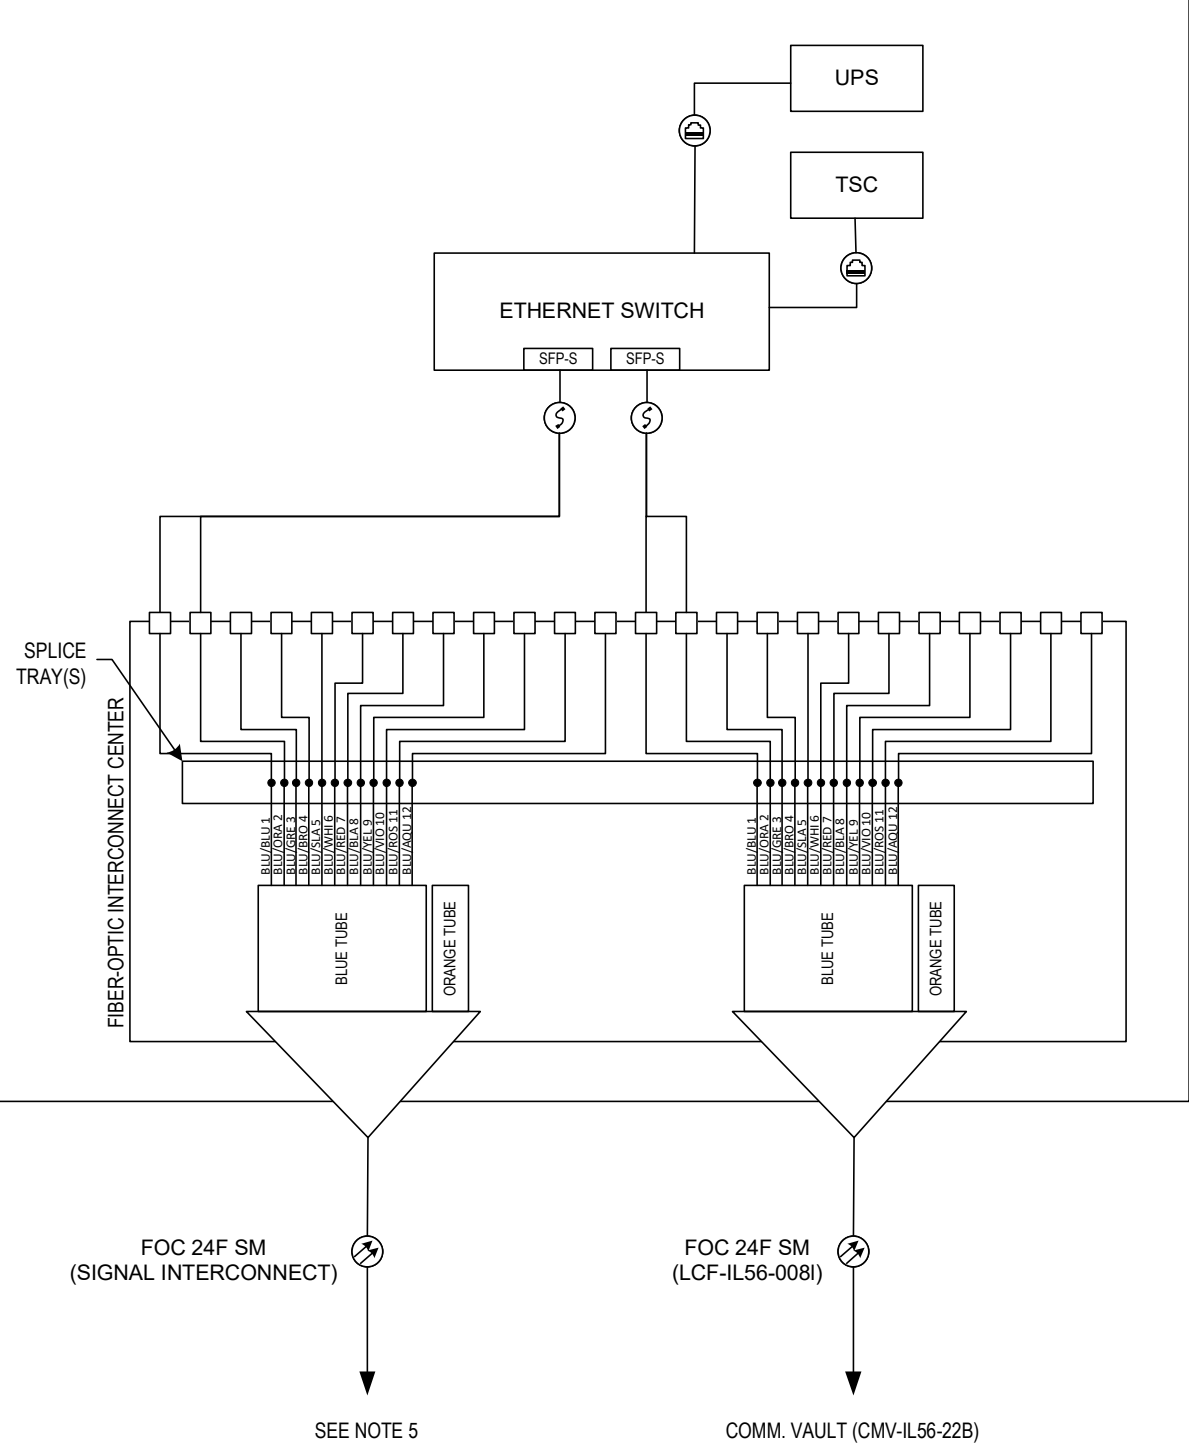 UPS
TSC
ETHERNET SWITCH
SFP-S
SFP-S
SPLICE
TRAY(S)
FIBER-OPTIC INTERCONNECT CENTER
BLU/BLU 1
BLU/ORA 2
BLU/GRE 3
BLU/BRO 4
BLU/SLA 5
BLU/WHI 6
BLU/RED 7
BLU/BLA 8
BLU/YEL 9
BLU/VIO 10
BLU/ROS 11
BLU/AQU 12
BLU/BLU 1
BLU/ORA 2
BLU/GRE 3
BLU/BRO 4
BLU/SLA 5
BLU/WHI 6
BLU/RED 7
BLU/BLA 8
BLU/YEL 9
BLU/VIO 10
BLU/ROS 11
BLU/AQU 12
BLUE TUBE
ORANGE TUBE
BLUE TUBE
ORANGE TUBE
FOC 24F SM
(SIGNAL INTERCONNECT)
FOC 24F SM
(LCF-IL56-008I)
SEE NOTE 5
COMM. VAULT (CMV-IL56-22B)